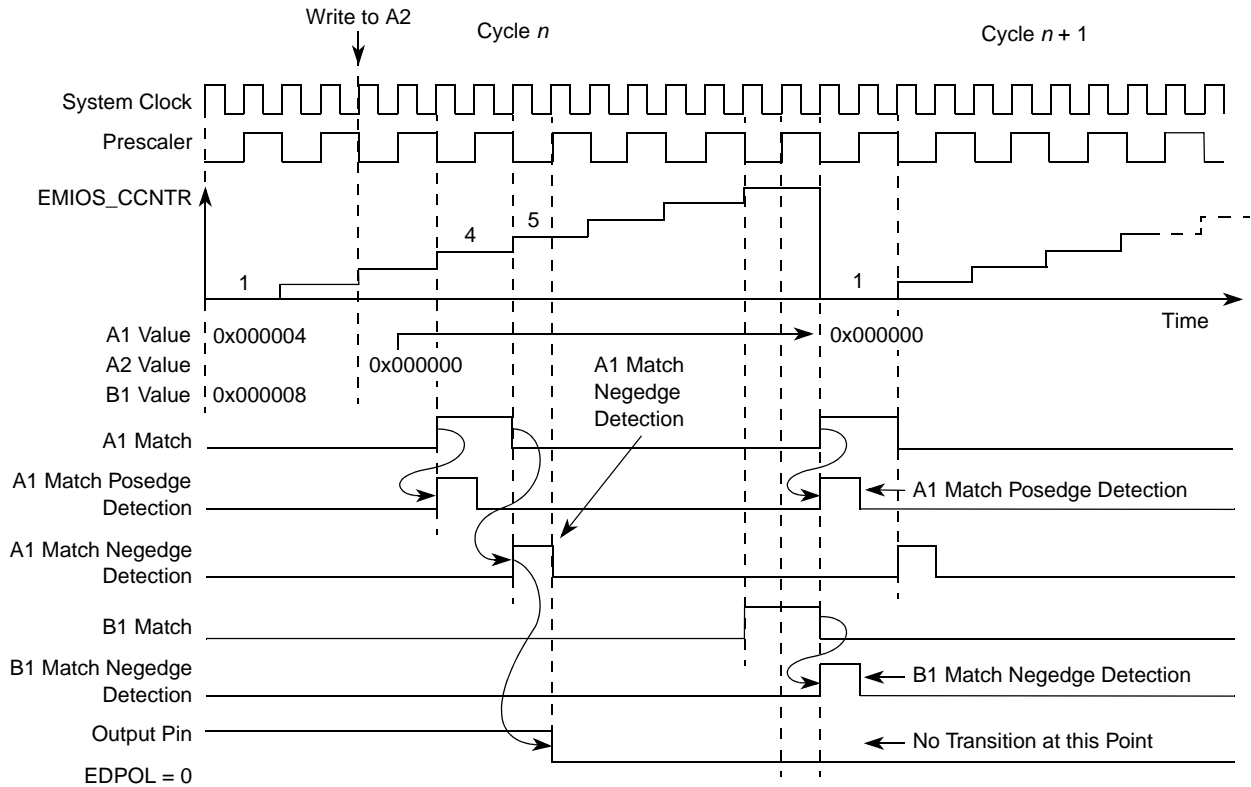 Write to A2
Cycle n
Cycle n + 1
System Clock
Prescaler
EMIOS_CCNTR
1
4
5
1
Time
A1 Value
0x000004
0x000000
A2 Value
0x000000
B1 Value
0x000008
A1 Match
Negedge
Detection
A1 Match
A1 Match Posedge
Detection
A1 Match Posedge Detection
A1 Match Negedge
Detection
B1 Match
B1 Match Negedge
Detection
B1 Match Negedge Detection
Output Pin
No Transition at this Point
EDPOL = 0